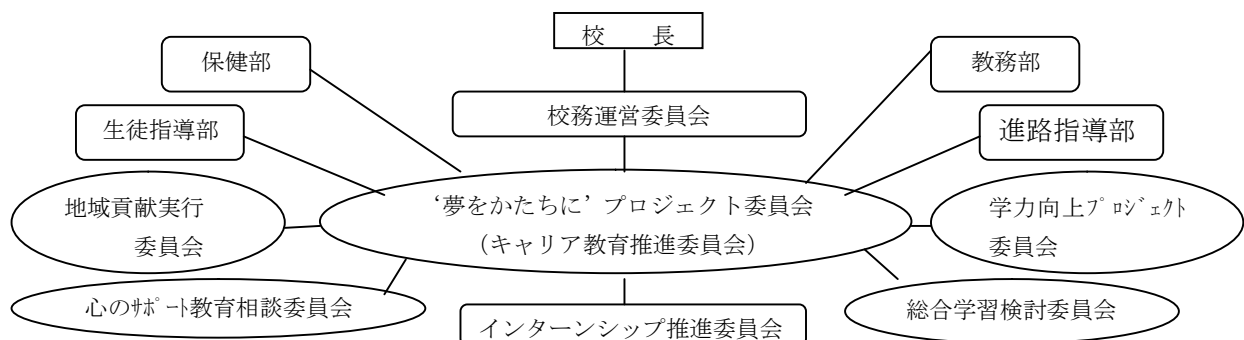 校　　長
保健部
教務部
校務運営委員会
生徒指導部
進路指導部
地域貢献実行
委員会
‘夢をかたちに’プロジェクト委員会
（キャリア教育推進委員会）
学力向上ﾌﾟﾛｼﾞｪｸﾄ
委員会
心のｻﾎﾟｰﾄ教育相談委員会
総合学習検討委員会
インターンシップ推進委員会